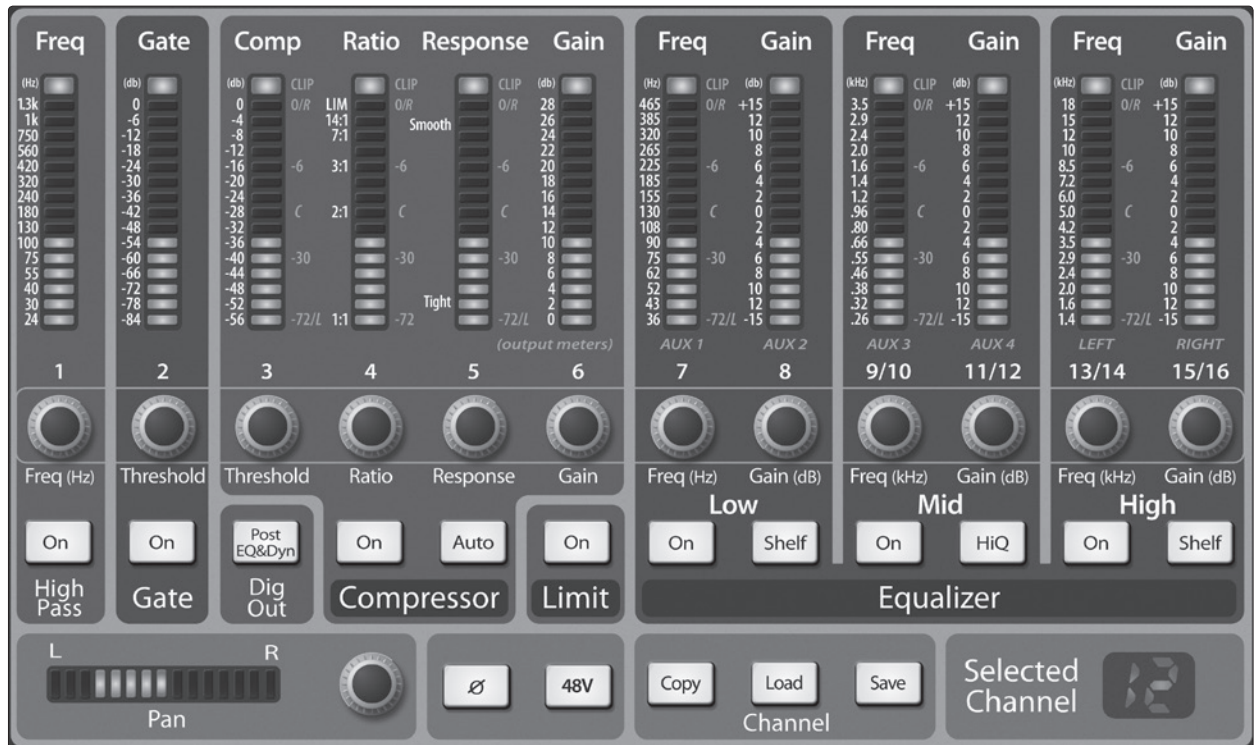 Freq Gate Comp Ratio Response Gain Freq Gain Freq Gain Freq Gain
(Hz) (db) (db) CLIP CLIP CLIP (db) (Hz) CLIP (db) (kHz) CLIP (db) (kHz) CLIP (db)
1.3k 0 0 0/R LIM 0/R 0/R 28 465 0/R +15 3.5 0/R +15 18 0/R +15
1k -6 -4 14:1 Smooth 26 385 12 2.9 12 15 12
750 -12 -8 7:1 24 320 10 2.4 10 12 10
560 -18 -12 22 265 8 2.0 8 10 8
420 -24 -16 -6 3:1 -6 -6 20 225 -6 6 1.6 -6 6 8.5 -6 6
320 -30 -20 18 185 4 1.4 4 7.2 4
240 -36 -24 16 155 2 1.2 2 6.0 2
180 -42 -28 C 2:1 C C 14 130 C 0 .96 C 0 5.0 C 0
130 -48 -32 12 108 2 .80 2 4.2 2
100 -54 -36 10 90 4 .66 4 3.5 4
75 -60 -40 -30 -30 -30 8 75 -30 6 .55 -30 6 2.9 -30 6
55 -66 -44 6 62 8 .46 8 2.4 8
40 -72 -48 4 52 10 .38 10 2.0 10
30 -78 -52 Tight 2 43 12 .32 12 1.6 12
24 -84 -56 -72/L 1:1 -72 -72/L 0 36 -72/L -15 .26 -72/L -15 1.4 -72/L -15
(output meters) AUX 1 AUX 2 AUX 3 AUX 4 LEFT RIGHT
1 2 3 4 5 6 7 8 9/10 11/12 13/14 15/16
Freq (Hz) Threshold Threshold Ratio Response Gain Freq (Hz) Gain (dB) Freq (kHz) Gain (dB) Freq (kHz) Gain (dB)
Low Mid High
On On Post EQ&Dyn On Auto On On Shelf On HiQ On Shelf
High Pass Gate Dig Out Compressor Limit Equalizer
L R
Pan
Ø 48V
Copy Load Save
Channel
Selected Channel 12